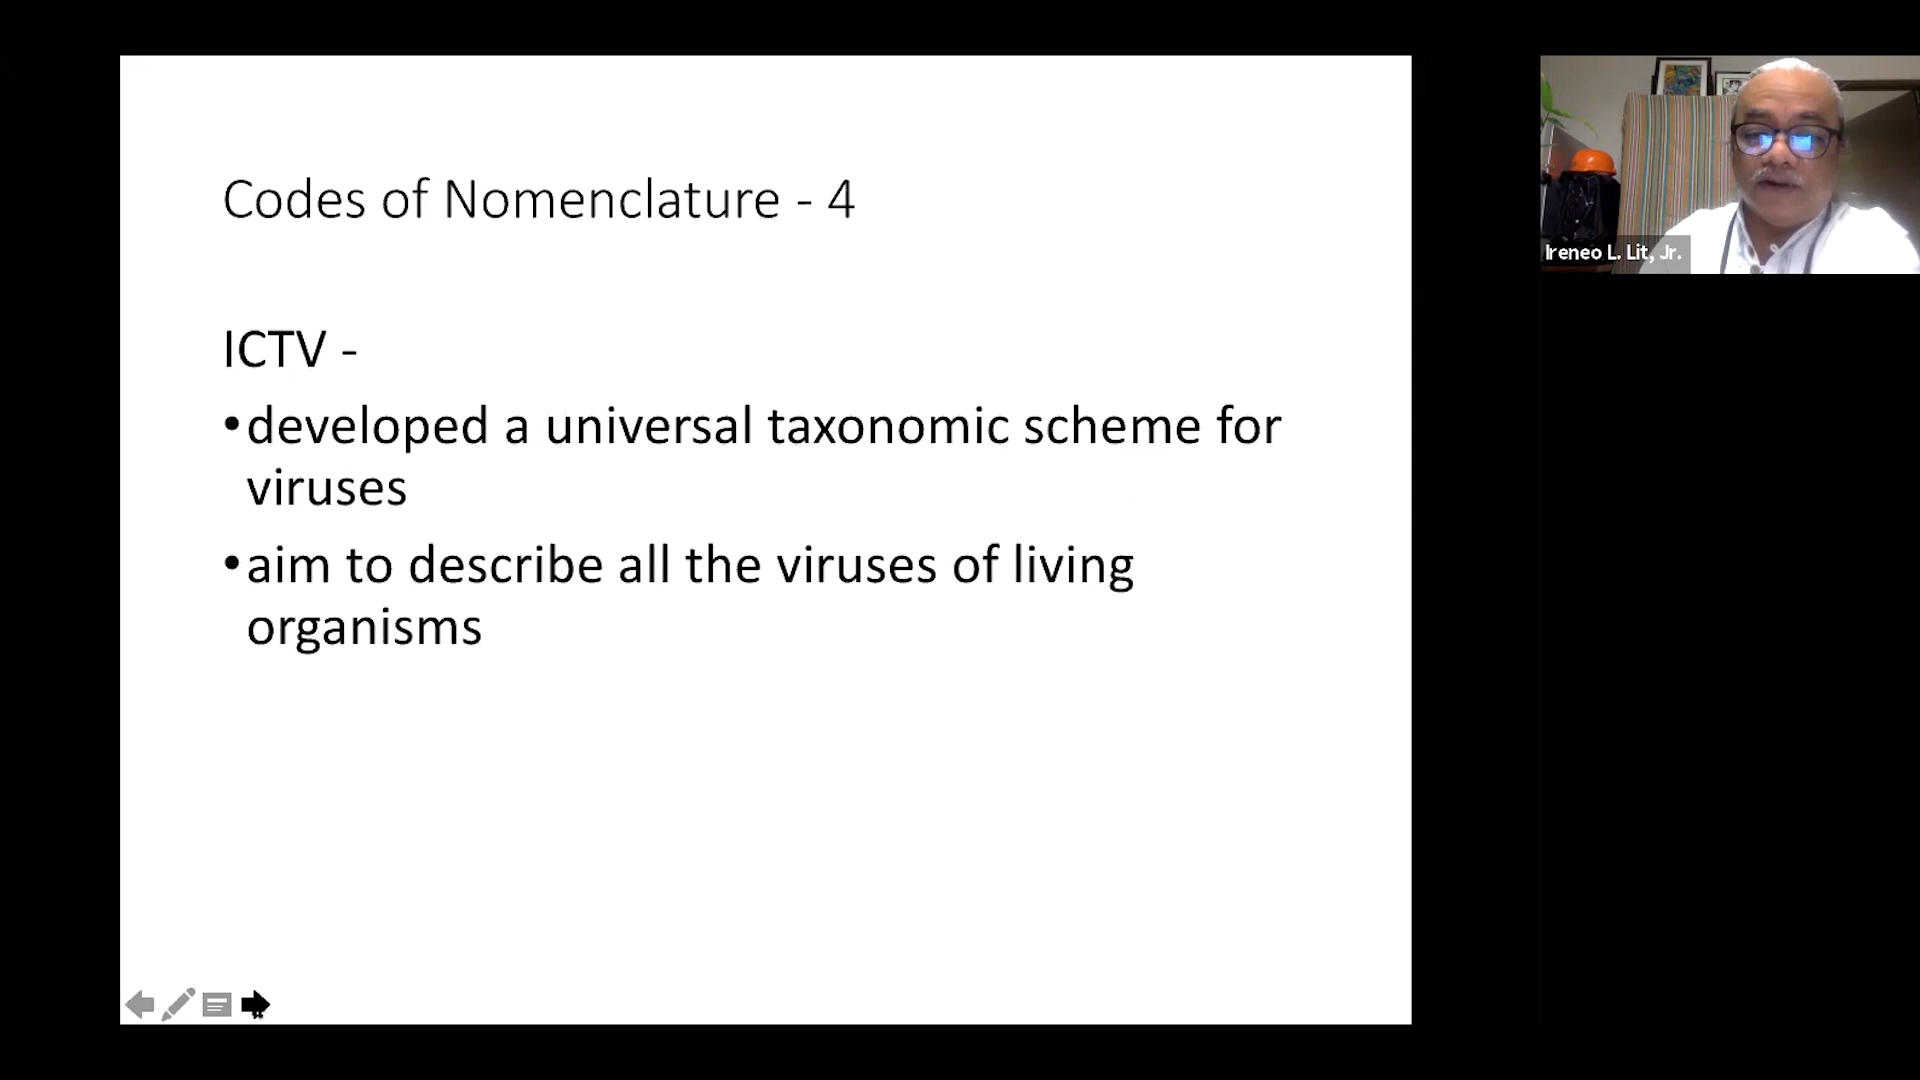 Codes of Nomenclature - 4
ICTV -
•developed a universal taxonomic scheme for
viruses
•aim to describe all the viruses of living
organisms
Ireneo L. Lit, Jr.